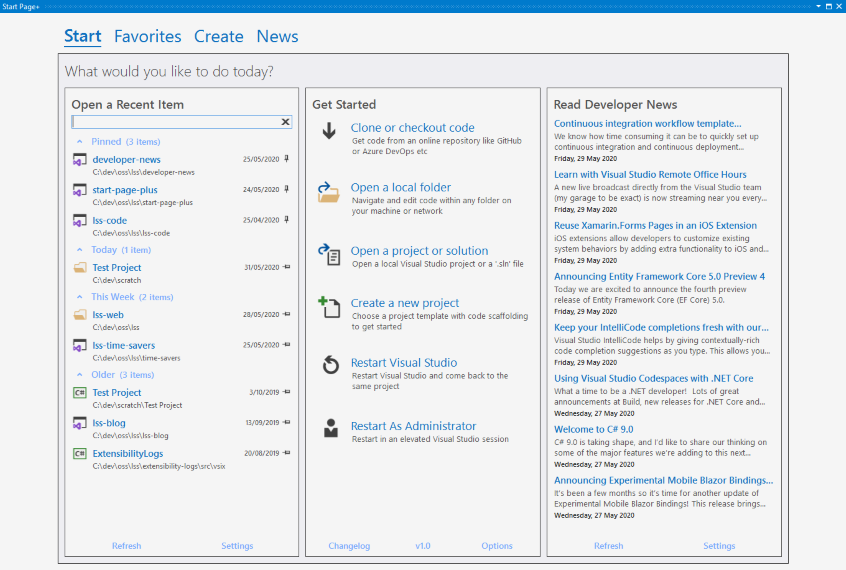 Start Page+
Start Favorites Create News
What would you like to do today?
Open a Recent Item
Pinned (3 items)
developer-news 25/05/2020
C:\dev\oss\lss\developer-news
start-page-plus 24/05/2020
C:\dev\oss\lss\start-page-plus
lss-code 25/04/2020
C:\dev\oss\lss\lss-code
Today (1 item)
Test Project 31/05/2020
C:\dev\scratch
This Week (2 items)
lss-web 28/05/2020
C:\dev\oss\lss
lss-time-savers 25/05/2020
C:\dev\oss\lss\time-savers
Older (3 items)
C# Test Project 3/10/2019
C:\dev\scratch\Test Project
lss-blog 13/09/2019
C:\dev\oss\lss\lss-blog
C# ExtensibilityLogs 20/08/2019
C:\dev\oss\lss\extensibility-logs\src\vsix
Refresh Settings
Get Started
Clone or checkout code
Get code from an online repository like GitHub
or Azure DevOps etc
Open a local folder
Navigate and edit code within any folder on
your machine or network
Open a project or solution
Open a local Visual Studio project or a '.sln' file
Create a new project
Choose a project template with code scaffolding
to get started
Restart Visual Studio
Restart Visual Studio and come back to the
same project
Restart As Administrator
Restart in an elevated Visual Studio session
Changelog v1.0 Options
Read Developer News
Continuous integration workflow template...
We know how time consuming it can be to quickly set up
continuous integration and continuous deployment...
Friday, 29 May 2020
Learn with Visual Studio Remote Office Hours
A new live broadcast directly from the Visual Studio team
(my garage to be exact) is now streaming near you every...
Friday, 29 May 2020
Reuse Xamarin.Forms Pages in an iOS Extension
iOS extensions allow developers to customize existing
system behaviors by adding extra functionality to iOS and...
Friday, 29 May 2020
Announcing Entity Framework Core 5.0 Preview 4
Today we are excited to announce the fourth preview
release of Entity Framework Core (EF Core) 5.0.
Friday, 29 May 2020
Keep your IntelliCode completions fresh with our...
Visual Studio IntelliCode helps by giving contextually-rich
code completion suggestions as you type. This allows you...
Friday, 29 May 2020
Using Visual Studio Codespaces with .NET Core
What a time to be a .NET developer! Lots of great
announcements at Build, new releases for .NET Core and...
Wednesday, 27 May 2020
Welcome to C# 9.0
C# 9.0 is taking shape, and I'd like to share our thinking on
some of the major features we're adding to this next...
Wednesday, 27 May 2020
Announcing Experimental Mobile Blazor Bindings...
It's been a few months so it's time for another update of
Experimental Mobile Blazor Bindings! This release brings...
Wednesday, 27 May 2020
Refresh Settings